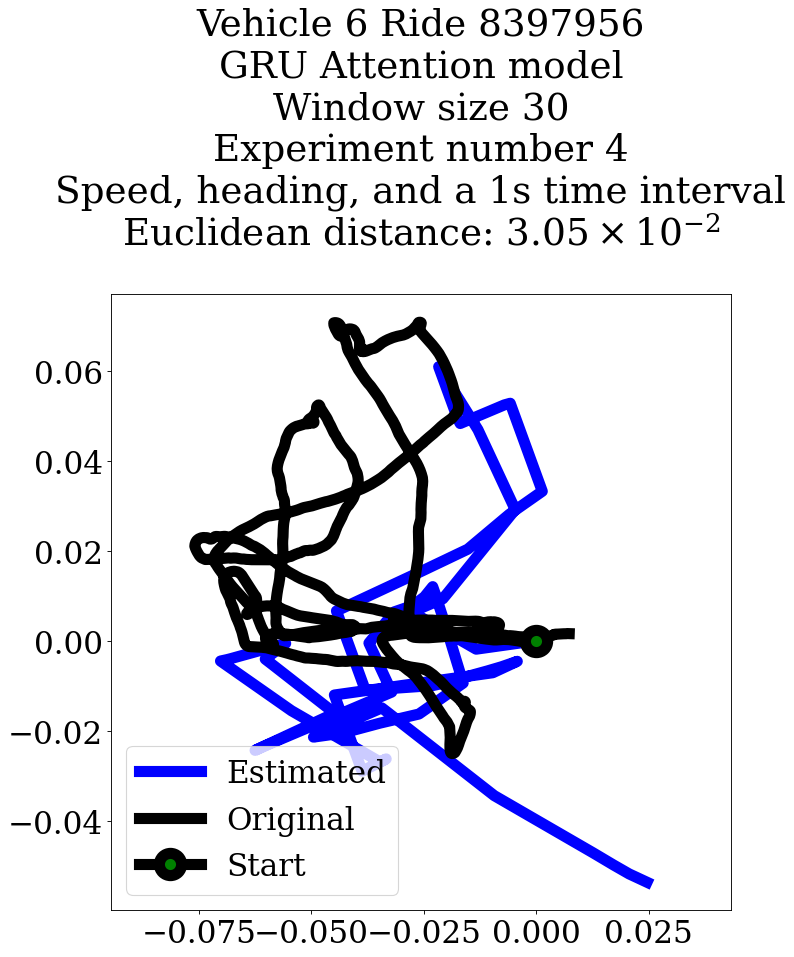 Vehicle 6 Ride 8397956
GRU Attention model
Window size 30
Experiment number 4
Speed, heading, and a 1s time interval
Euclidean distance: 3.05 × 10⁻²
0.06
0.04
0.02
0.00
−0.02
−0.04
Estimated
Original
Start
−0.075 −0.050 −0.025 0.000 0.025